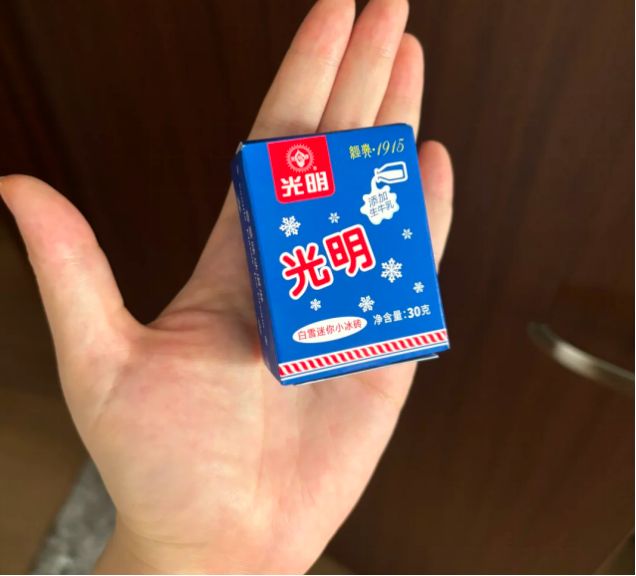 光明
經典·1915
添加
生牛乳
光明
净含量:30克
白雪迷你小冰砖